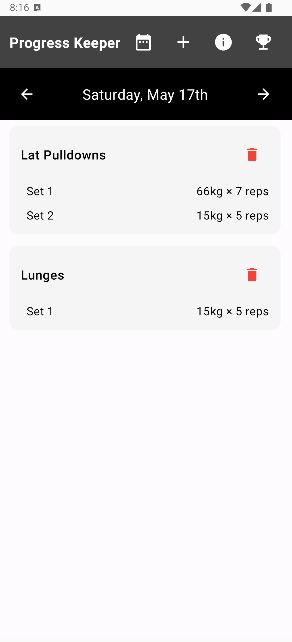 8:16
Progress Keeper
Saturday, May 17th
Lat Pulldowns
Set 1 66kg × 7 reps
Set 2 15kg × 5 reps
Lunges
Set 1 15kg × 5 reps